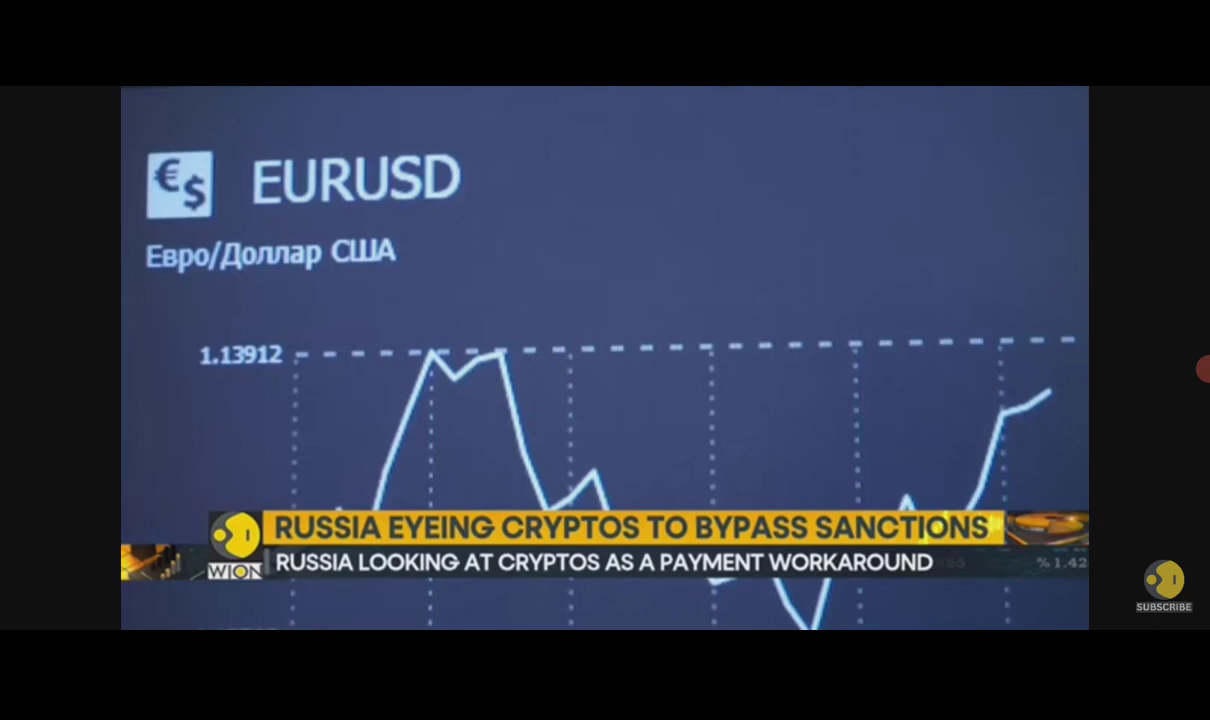 €$
EURUSD
Евро/Доллар США
1.13912
RUSSIA EYEING CRYPTOS TO BYPASS SANCTIONS
WION
RUSSIA LOOKING AT CRYPTOS AS A PAYMENT WORKAROUND
% 1.42
SUBSCRIBE